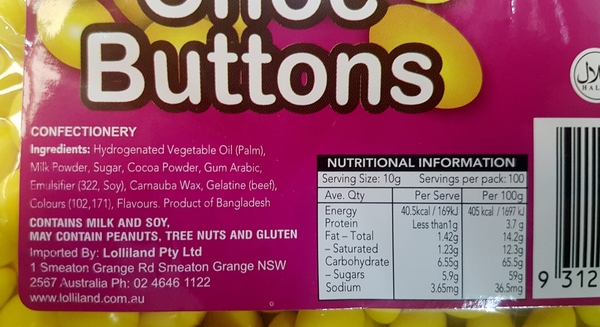 Choc
Buttons
CONFECTIONERY
Ingredients: Hydrogenated Vegetable Oil (Palm),
Milk Powder, Sugar, Cocoa Powder, Gum Arabic,
Emulsifier (322, Soy), Carnauba Wax, Gelatine (beef),
Colours (102,171), Flavours. Product of Bangladesh
CONTAINS MILK AND SOY,
MAY CONTAIN PEANUTS, TREE NUTS AND GLUTEN
Imported By: Lolliland Pty Ltd
1 Smeaton Grange Rd Smeaton Grange NSW
2567 Australia Ph: 02 4646 1122
www.lolliland.com.au
NUTRITIONAL INFORMATION
Serving Size: 10g Servings per pack: 100
Ave. Qty Per Serve Per 100g
Energy 40.5kcal / 169kJ 405 kcal / 1697 kJ
Protein Less than1g 3.7 g
Fat – Total 1.42g 14.2g
– Saturated 1.23g 12.3g
Carbohydrate 6.55g 65.5g
– Sugars 5.9g 59g
Sodium 3.65mg 36.5mg
HAL
9 312